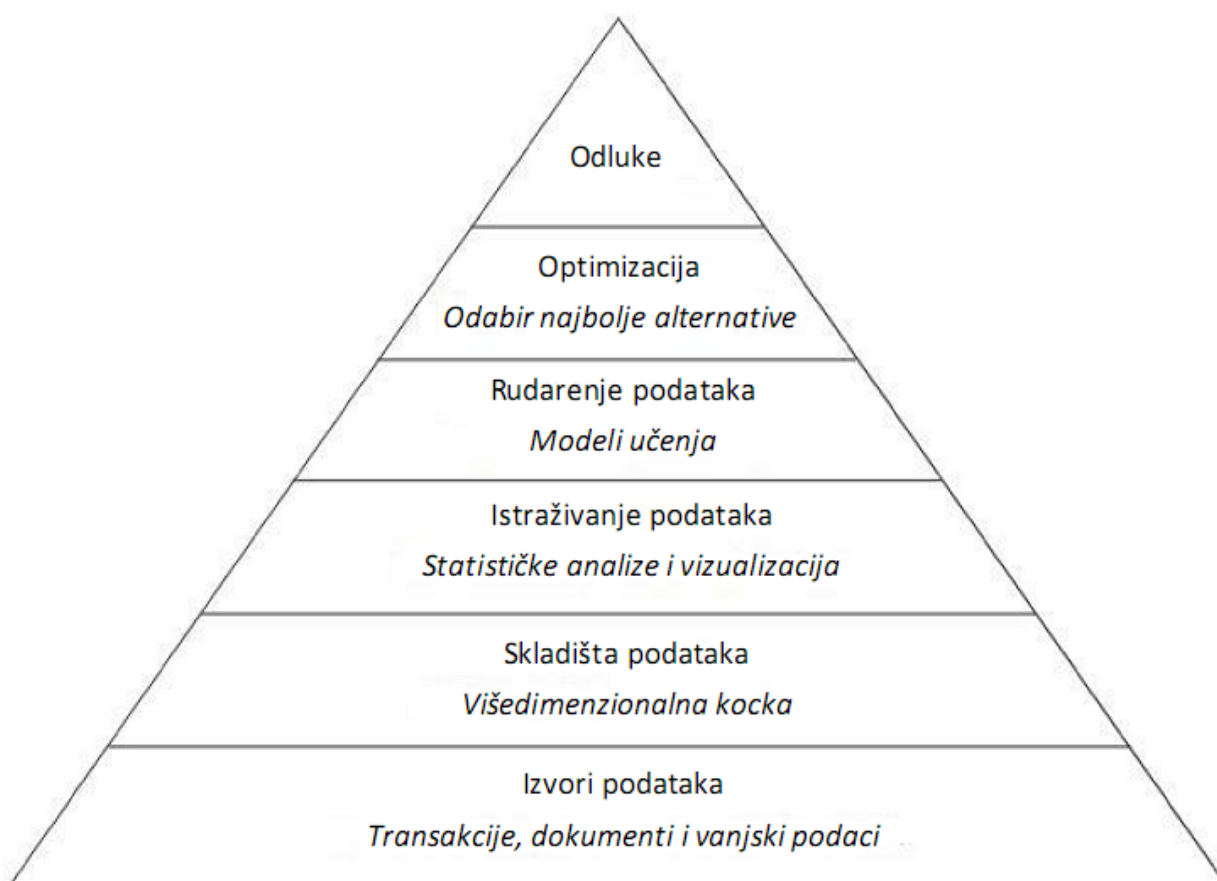 Odluke
Optimizacija
Odabir najbolje alternative
Rudarenje podataka
Modeli učenja
Istraživanje podataka
Statističke analize i vizualizacija
Skladišta podataka
Višedimenzionalna kocka
Izvori podataka
Transakcije, dokumenti i vanjski podaci